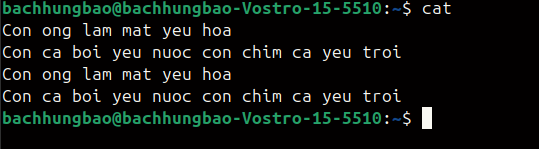 bachhungbao@bachhungbao-Vostro-15-5510:~$ cat
Con ong lam mat yeu hoa
Con ca boi yeu nuoc con chim ca yeu troi
Con ong lam mat yeu hoa
Con ca boi yeu nuoc con chim ca yeu troi
bachhungbao@bachhungbao-Vostro-15-5510:~$